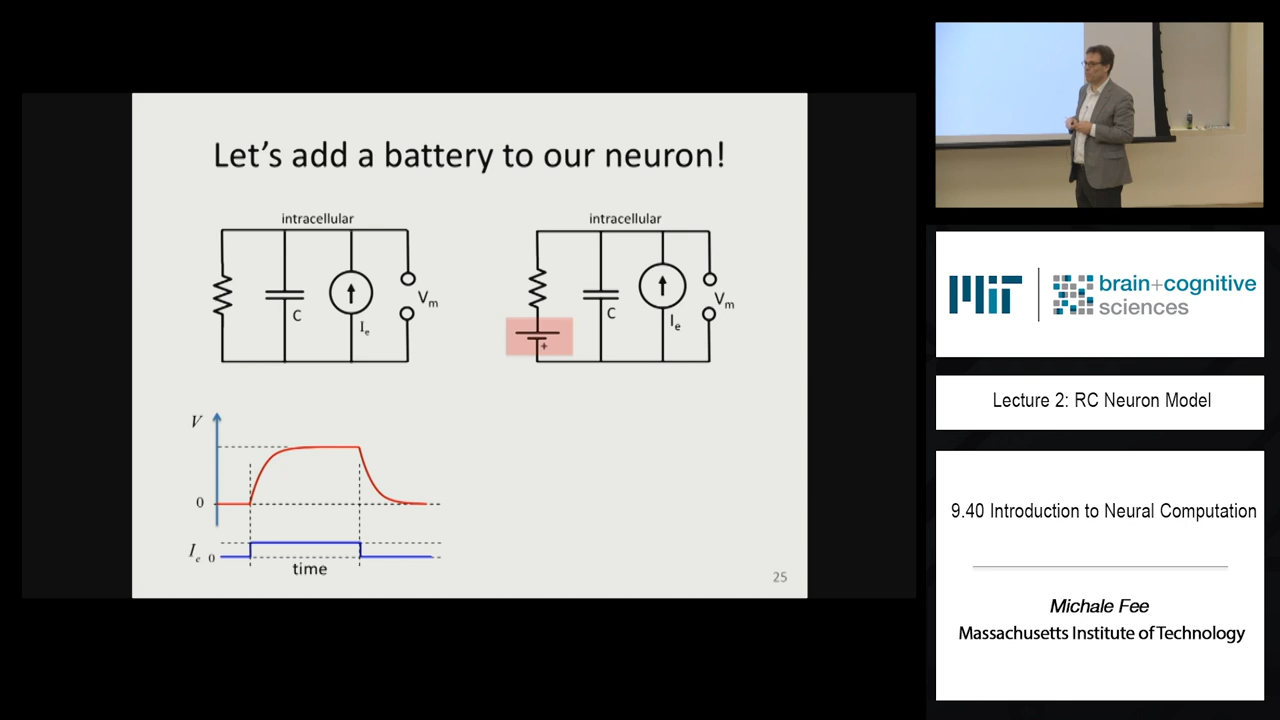 Let's add a battery to our neuron!
intracellular
C
I e
V m
intracellular
+
C
I e
V m
V
0
I e 0
time
25
MIT
brain+cognitive
sciences
Lecture 2: RC Neuron Model
9.40 Introduction to Neural Computation
Michale Fee
Massachusetts Institute of Technology